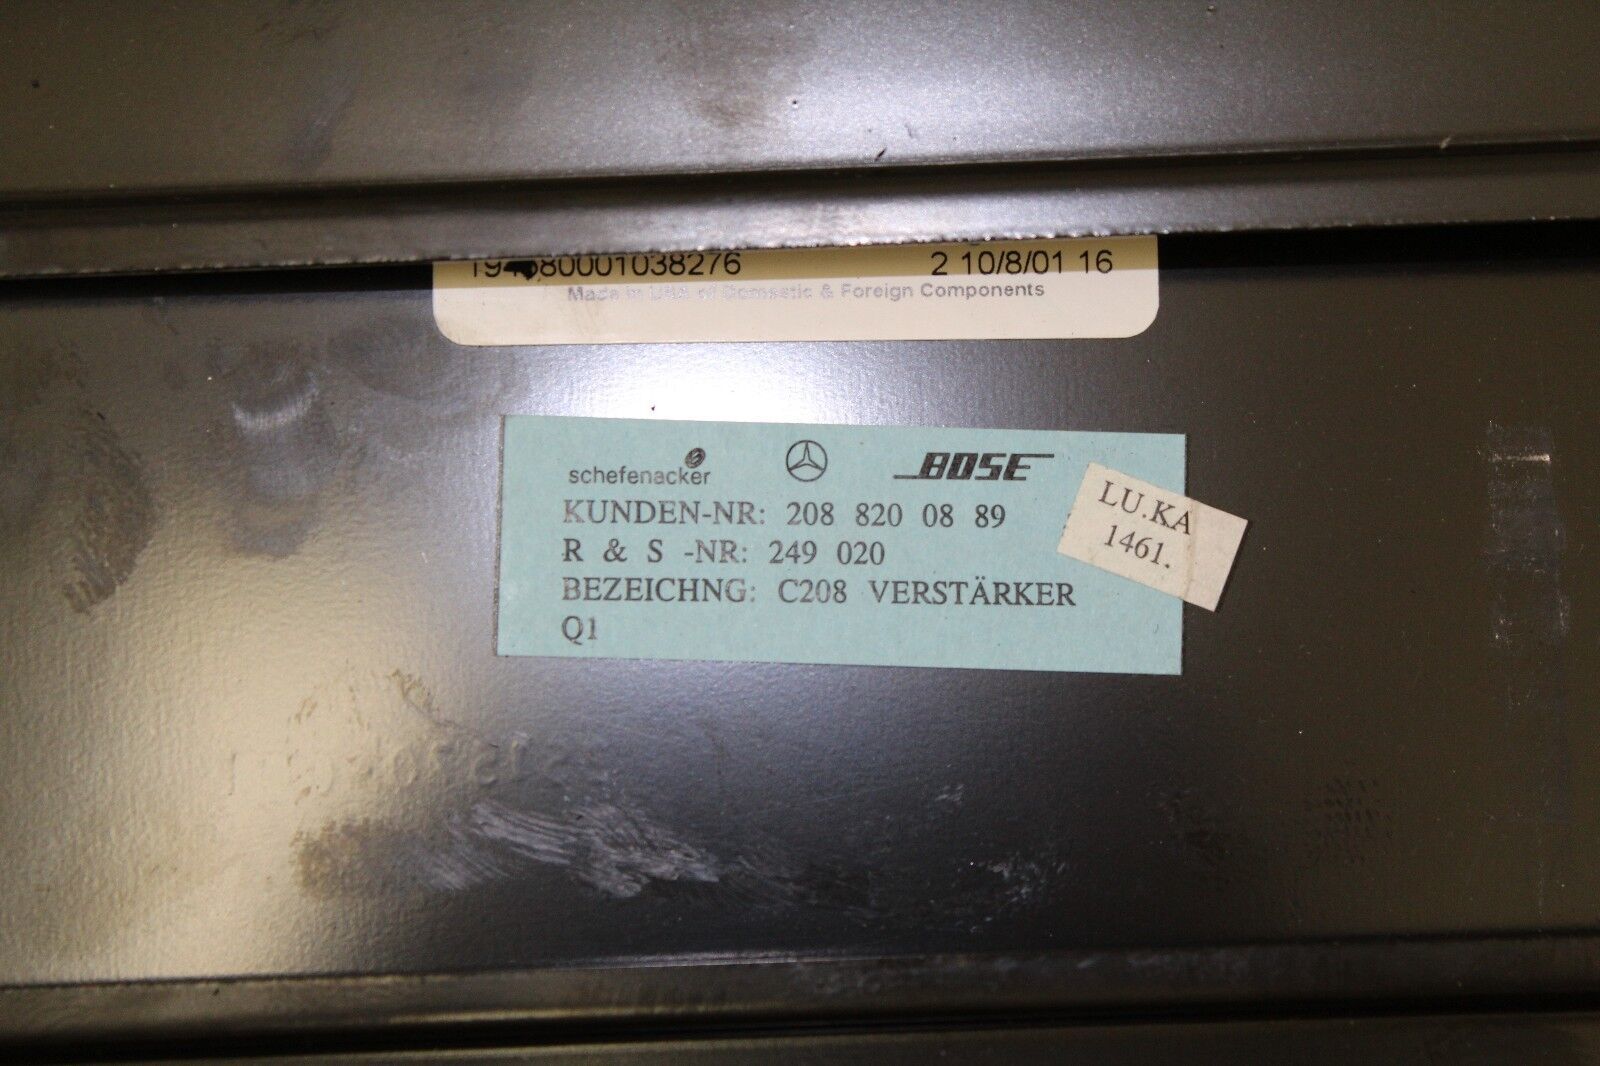 80001038276 2 10/8/01 16
Made in USA of Domestic & Foreign Components
schefenacker BOSE
KUNDEN-NR: 208 820 08 89
R & S -NR: 249 020
BEZEICHNG: C208 VERSTÄRKER
Q1
LU.KA
1461.